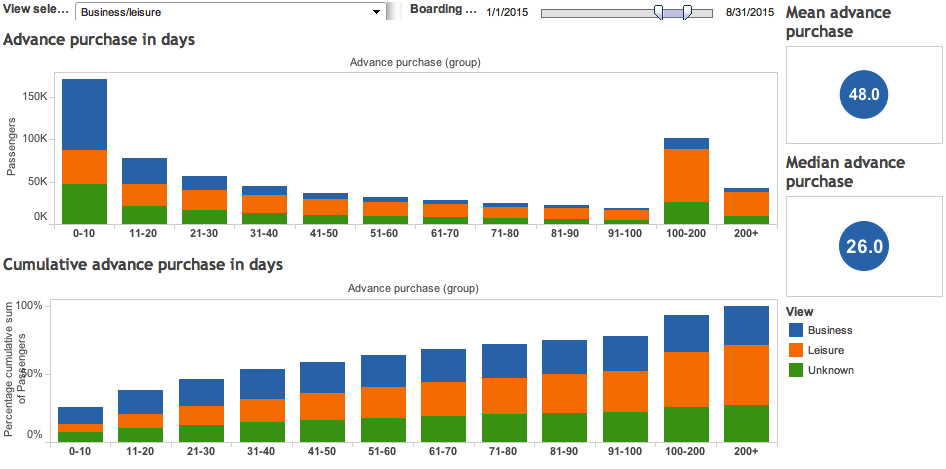 View sele… Business/leisure Boarding … 1/1/2015 8/31/2015
Advance purchase in days
Advance purchase (group)
Passengers
150K
100K
50K
0K
0-10 11-20 21-30 31-40 41-50 51-60 61-70 71-80 81-90 91-100 100-200 200+
Cumulative advance purchase in days
Advance purchase (group)
Percentage cumulative sum
of Passengers
100%
50%
0%
0-10 11-20 21-30 31-40 41-50 51-60 61-70 71-80 81-90 91-100 100-200 200+
Mean advance
purchase
48.0
Median advance
purchase
26.0
View
Business
Leisure
Unknown